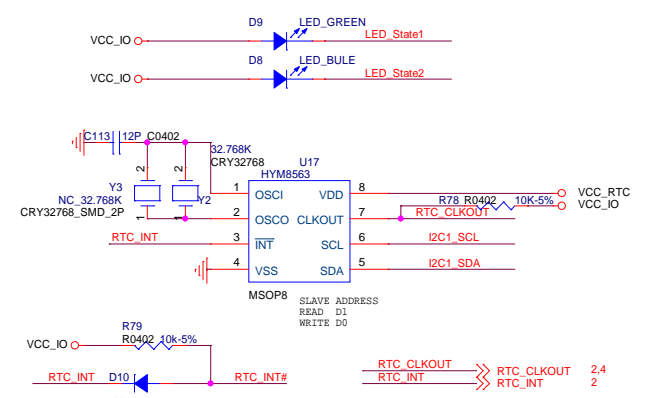 D9 LED_GREEN
VCC_IO LED_State1
D8 LED_BULE
VCC_IO LED_State2
C113 12P C0402
32.768K
CRY32768
U17
HYM8563
2 2
Y3 Y2
NC_32.768K
CRY32768_SMD_2P
1 1
1 OSCI VDD 8 VCC_RTC
R78 R0402 10K-5% VCC_IO
2 OSCO CLKOUT 7 RTC_CLKOUT
RTC_INT 3 INT SCL 6 I2C1_SCL
4 VSS SDA 5 I2C1_SDA
MSOP8
SLAVE ADDRESS
READ D1
WRITE D0
R79
VCC_IO R0402 10k-5%
RTC_INT D10 RTC_INT#
RTC_CLKOUT RTC_CLKOUT 2,4
RTC_INT RTC_INT 2